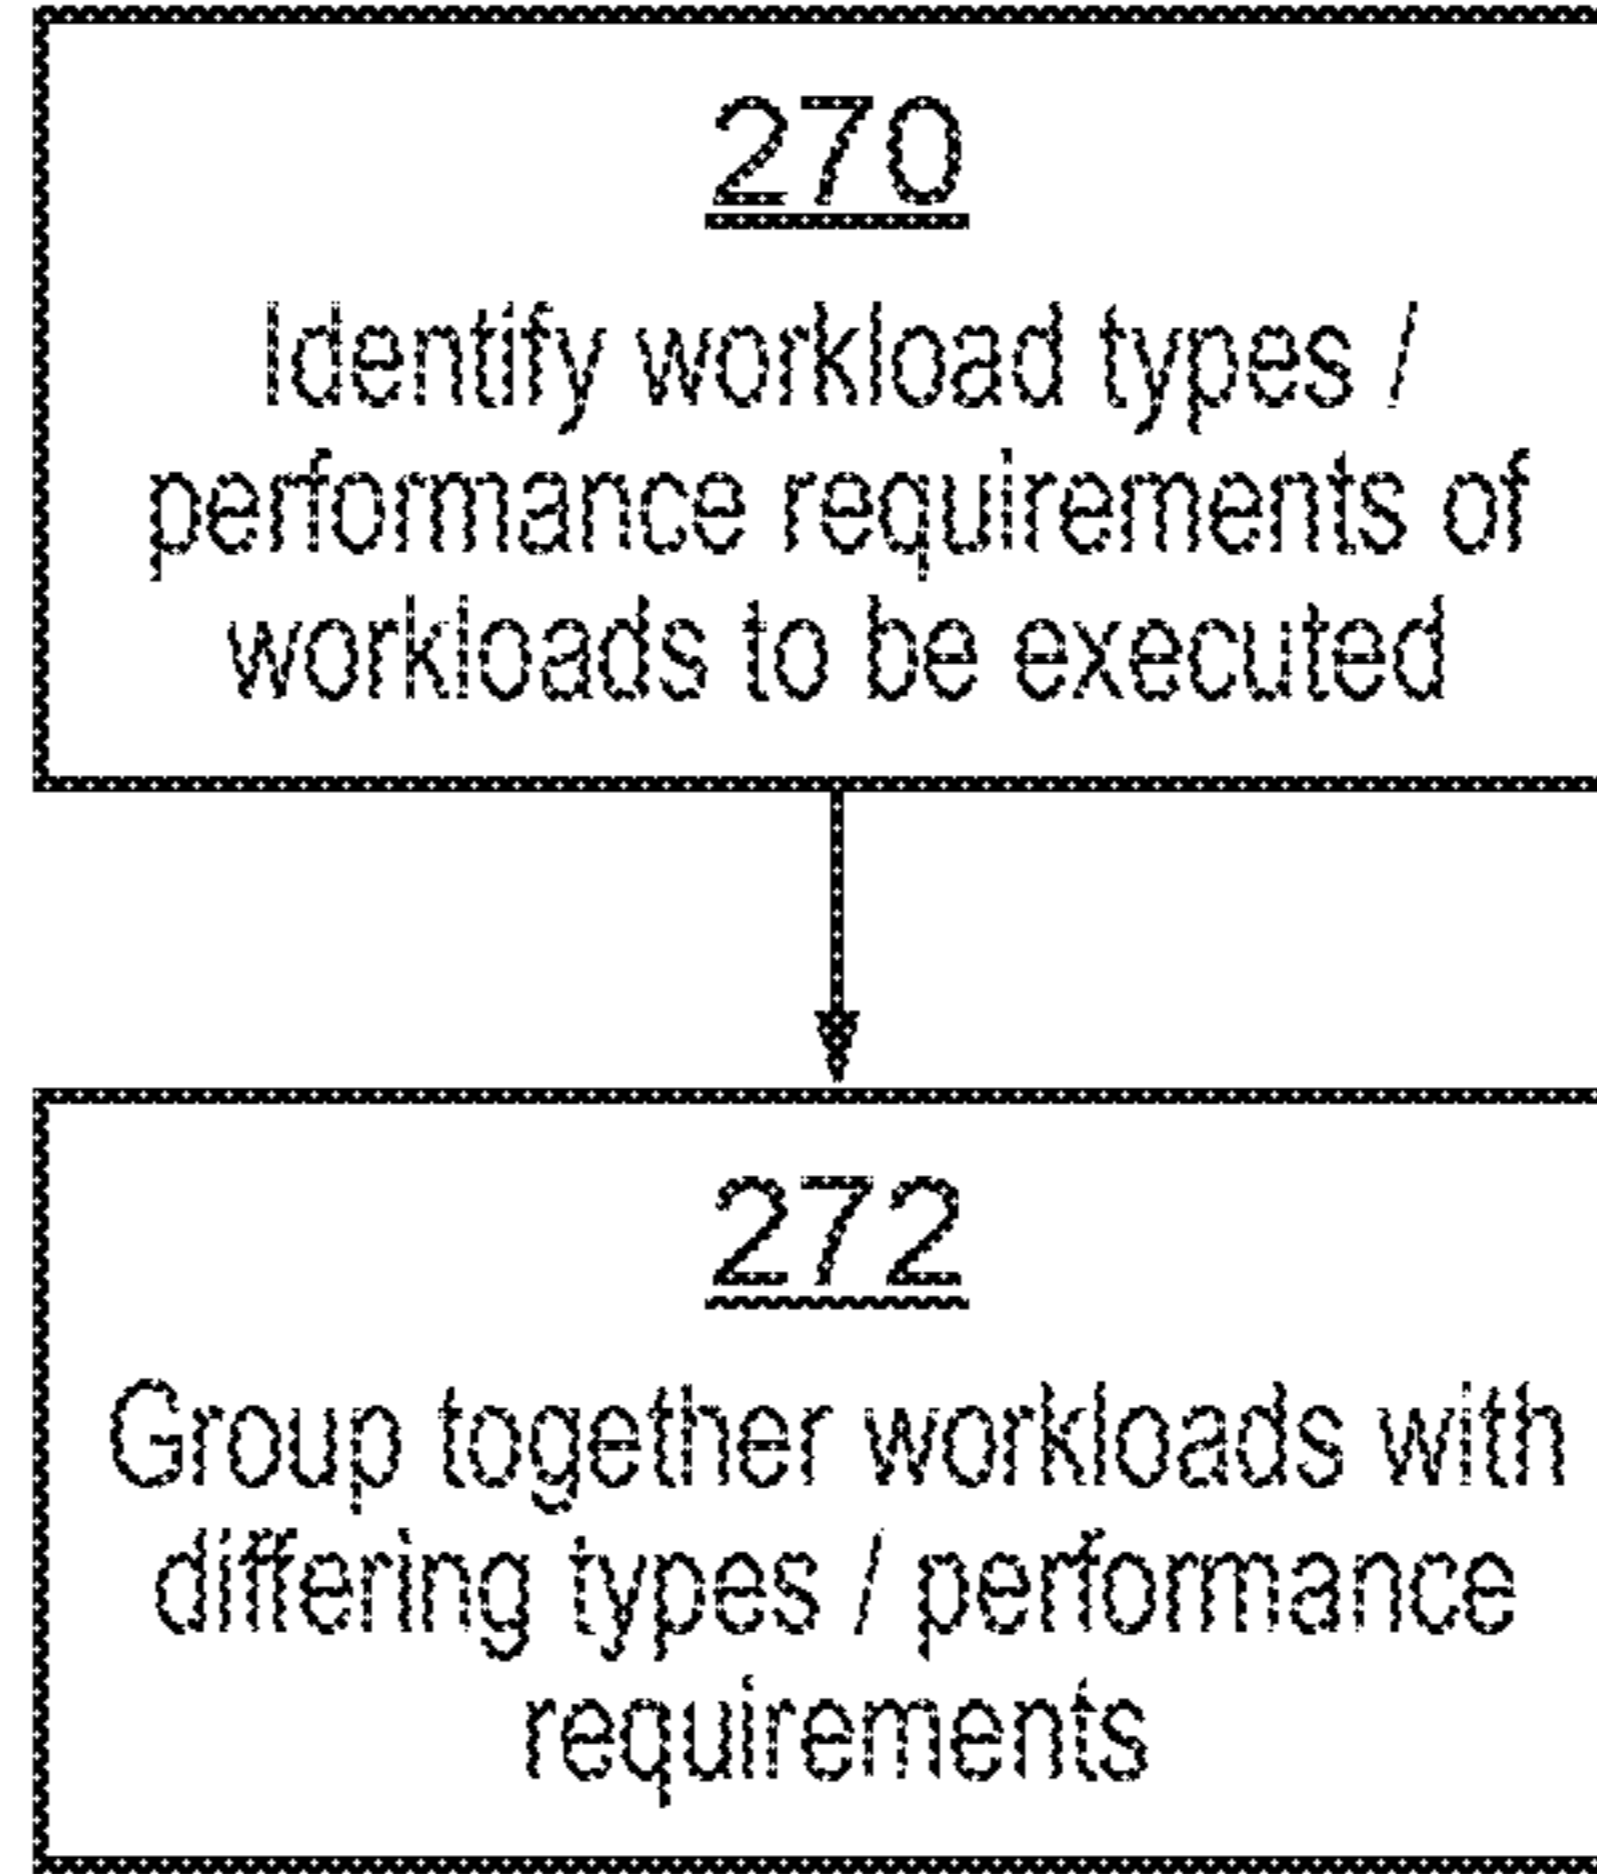 270
Identify workload types /
performance requirements of
workloads to be executed
272
Group together workloads with
differing types / performance
requirements